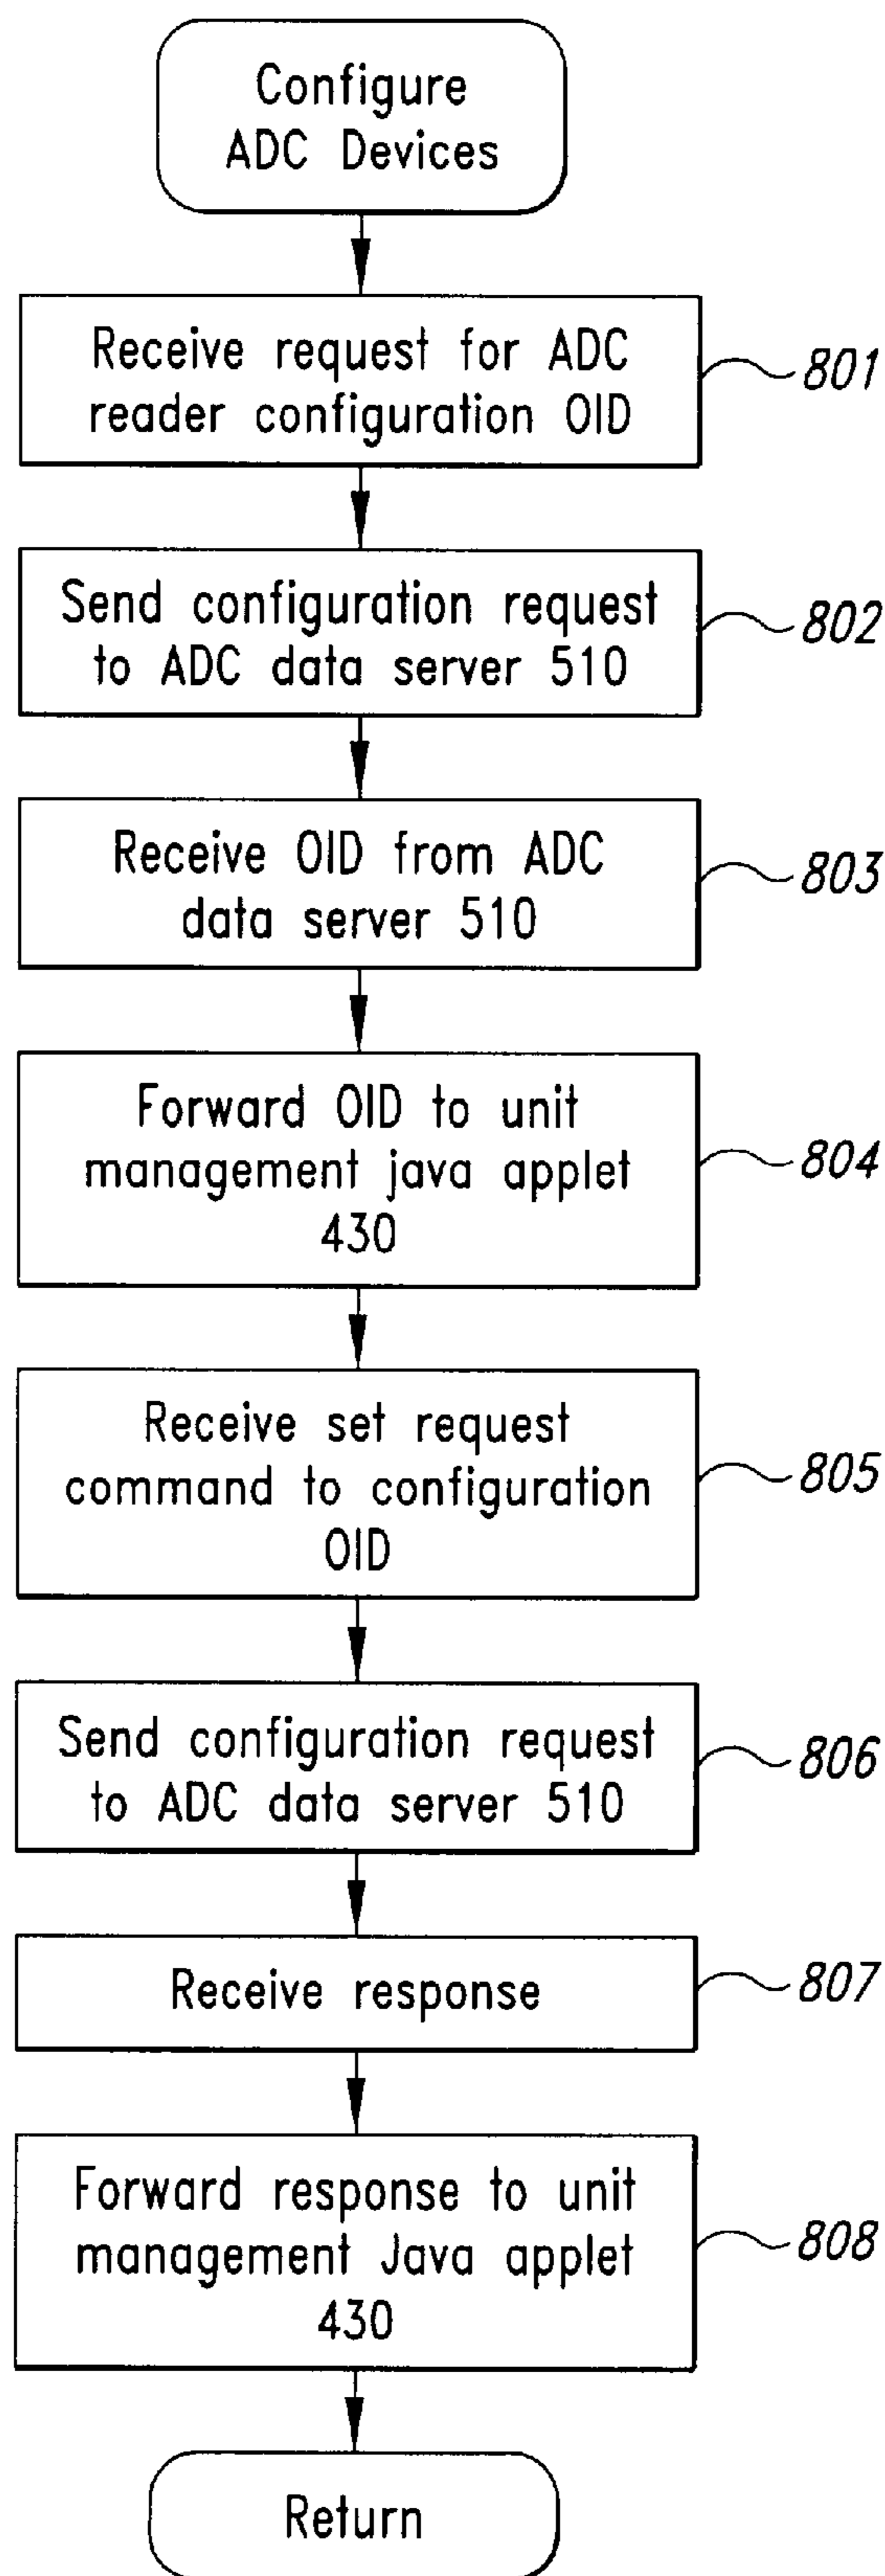 Configure
ADC Devices
Receive request for ADC
reader configuration OID
801
Send configuration request
to ADC data server 510
802
Receive OID from ADC
data server 510
803
Forward OID to unit
management java applet
430
804
Receive set request
command to configuration
OID
805
Send configuration request
to ADC data server 510
806
Receive response
807
Forward response to unit
management Java applet
430
808
Return